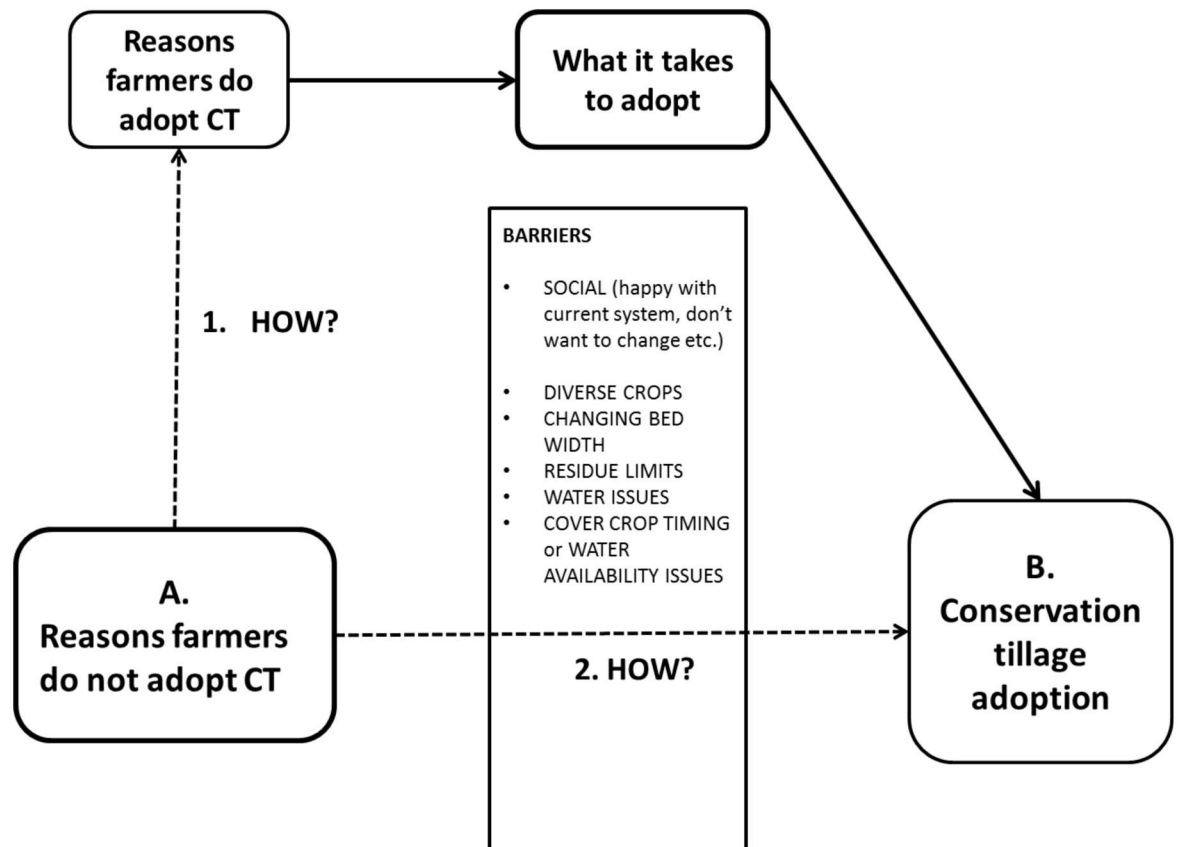 Reasons
farmers do
adopt CT
What it takes
to adopt
BARRIERS
• SOCIAL (happy with
current system, don’t
want to change etc.)
• DIVERSE CROPS
• CHANGING BED
WIDTH
• RESIDUE LIMITS
• WATER ISSUES
• COVER CROP TIMING
or WATER
AVAILABILITY ISSUES
1. HOW?
A.
Reasons farmers
do not adopt CT
2. HOW?
B.
Conservation
tillage
adoption